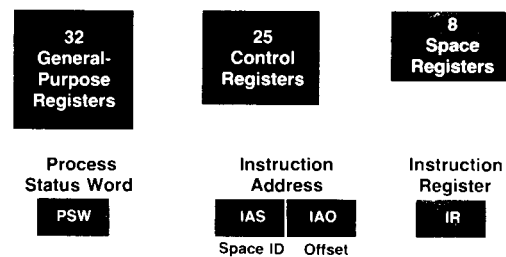 32
General-
Purpose
Registers
25
Control
Registers
8
Space
Registers
Process
Status Word
PSW
Instruction
Address
IAS
IAO
Space ID
Offset
Instruction
Register
IR